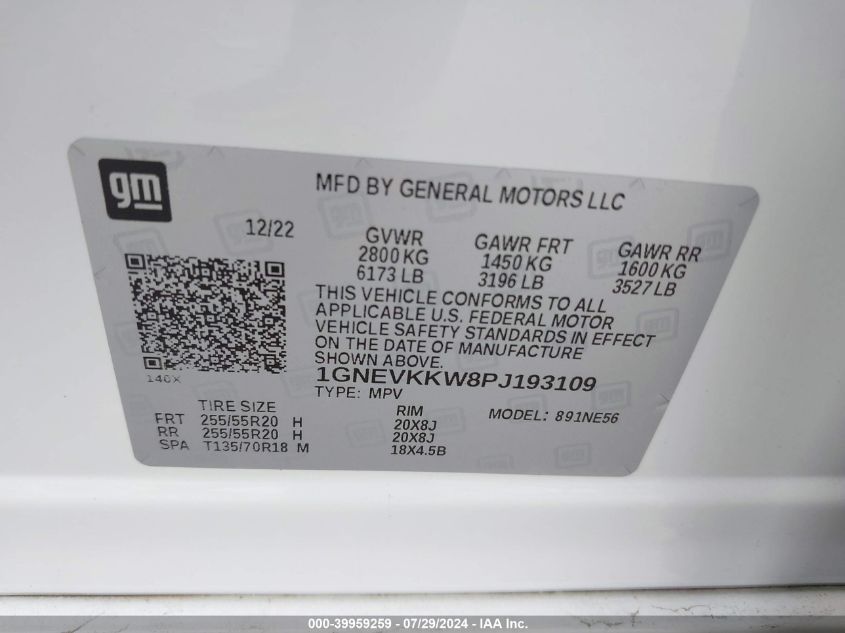 gm
MFD BY GENERAL MOTORS LLC
12/22
GVWR GAWR FRT GAWR RR
2800 KG 1450 KG 1600 KG
6173 LB 3196 LB 3527 LB
THIS VEHICLE CONFORMS TO ALL
APPLICABLE U.S. FEDERAL MOTOR
VEHICLE SAFETY STANDARDS IN EFFECT
ON THE DATE OF MANUFACTURE
SHOWN ABOVE.
140X
1GNEVKKW8PJ193109
TYPE: MPV
TIRE SIZE RIM MODEL: 891NE56
FRT 255/55R20 H 20X8J
RR 255/55R20 H 20X8J
SPA T135/70R18 M 18X4.5B
000-39959259 - 07/29/2024 - IAA Inc.